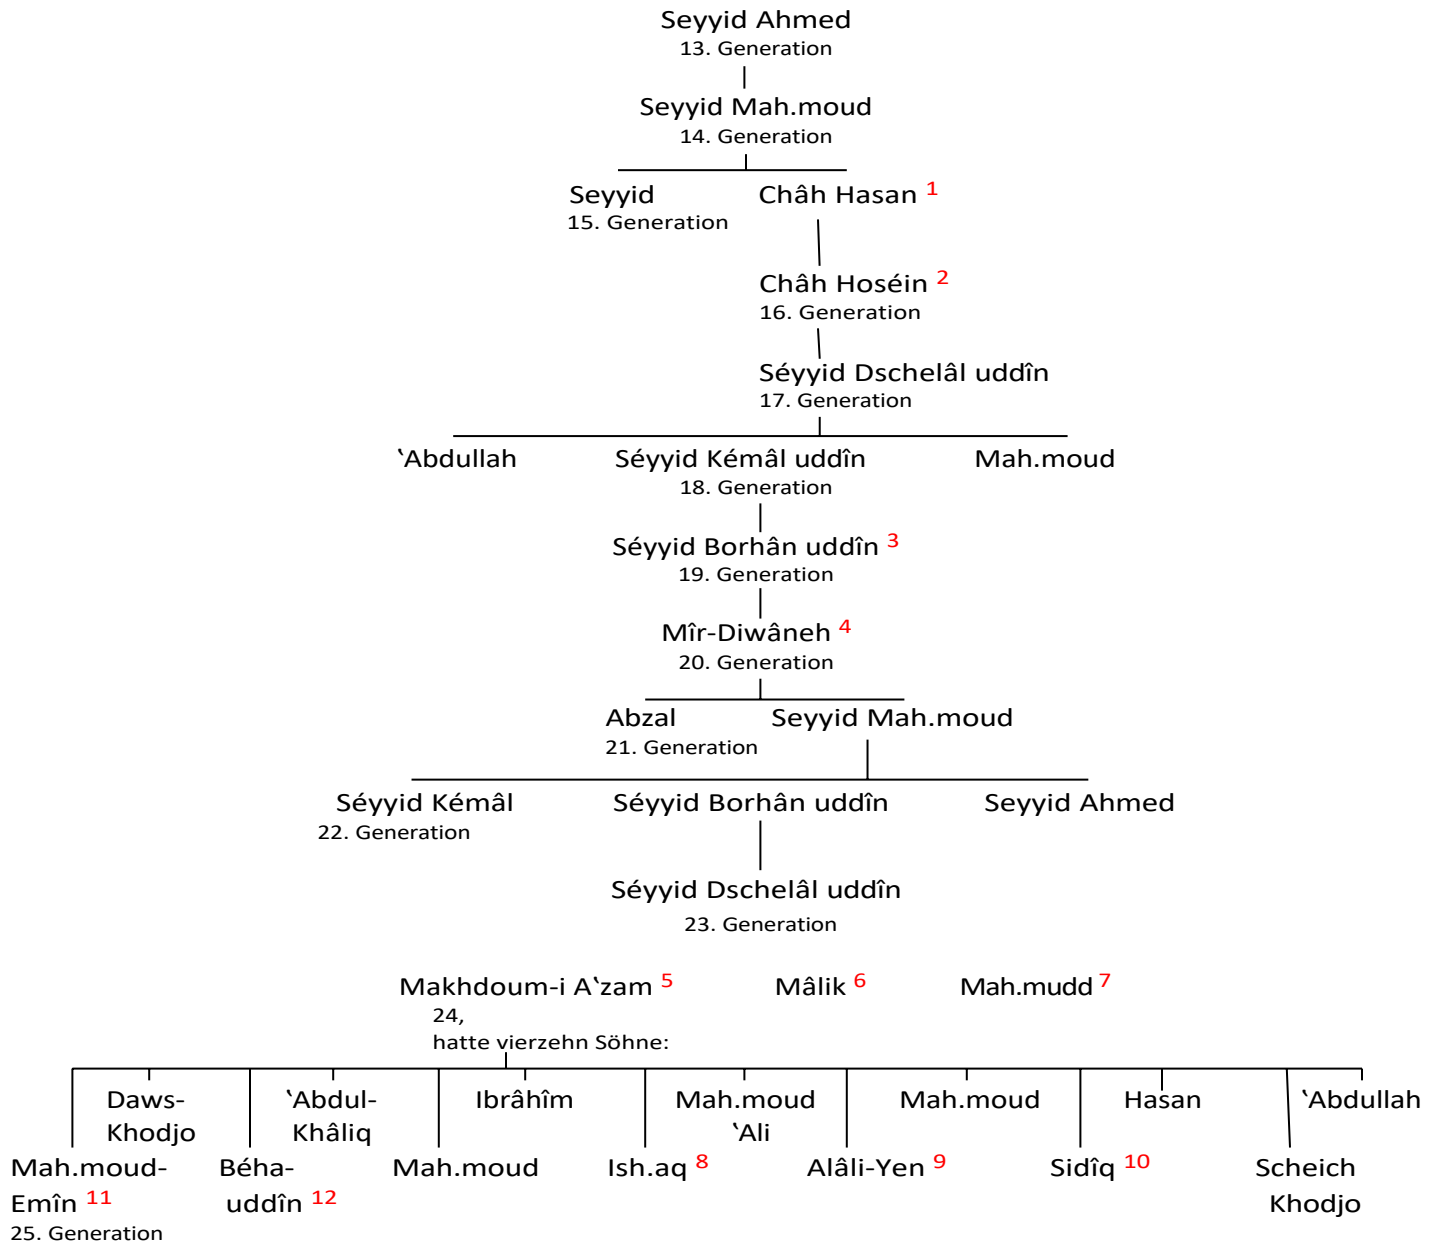 Seyyid Ahmed
13. Generation
Seyyid Mah.moud
14. Generation
Seyyid Châh Hasan 1
15. Generation
Châh Hoséin 2
16. Generation
Séyyid Dschelâl uddîn
17. Generation
ʽAbdullah Séyyid Kémâl uddîn Mah.moud
18. Generation
Séyyid Borhân uddîn 3
19. Generation
Mîr-Diwâneh 4
20. Generation
Abzal Seyyid Mah.moud
21. Generation
Séyyid Kémâl Séyyid Borhân uddîn Seyyid Ahmed
22. Generation
Séyyid Dschelâl uddîn
23. Generation
Makhdoum-i Aʽzam 5 Mâlik 6 Mah.mudd 7
24,
hatte vierzehn Söhne:
Daws- ʽAbdul- Ibrâhîm Mah.moud Mah.moud Hasan ʽAbdullah
Khodjo Khâliq ʽAli
Mah.moud- Béha- Mah.moud Ish.aq 8 Alâli-Yen 9 Sidîq 10 Scheich
Emîn 11 uddîn 12 Khodjo
25. Generation